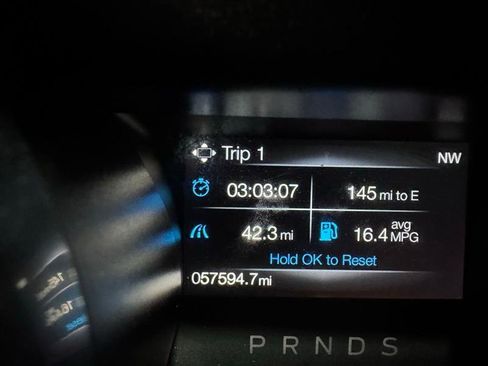 Trip 1
NW
03:03:07
145 mi to E
42.3 mi
16.4 avg MPG
Hold OK to Reset
057594.7 mi
P R N D S